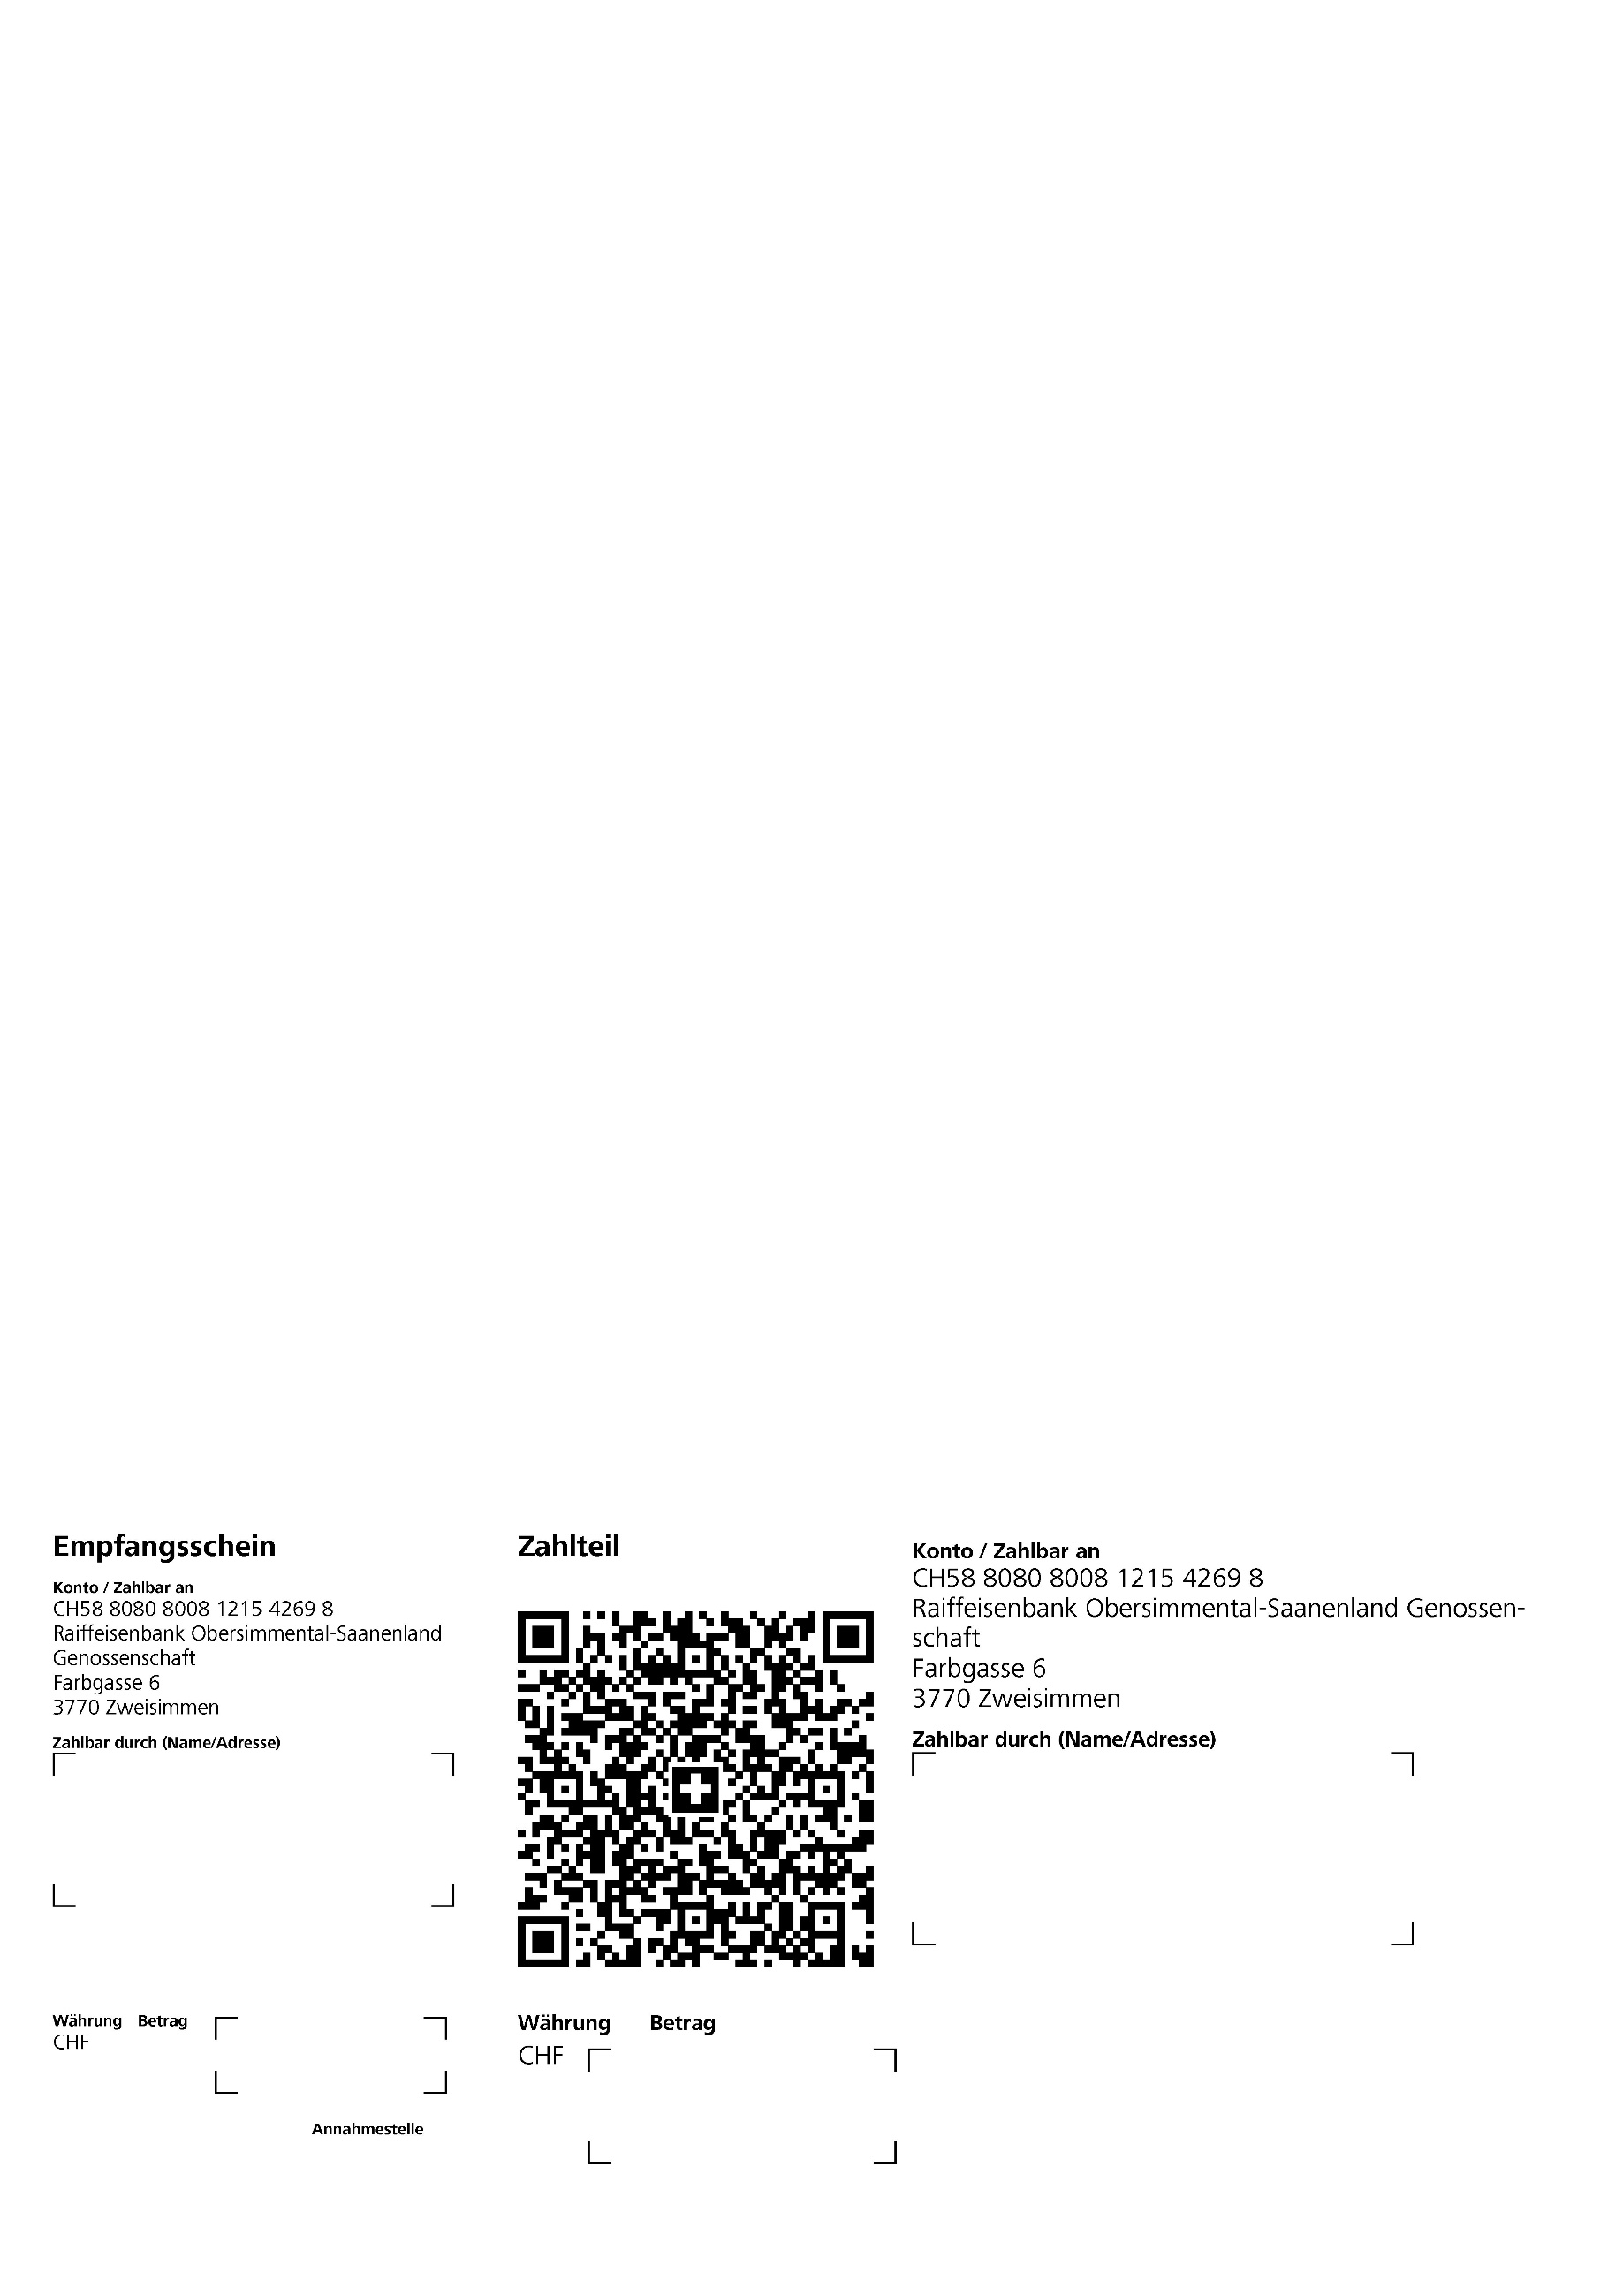 Empfangsschein
Konto / Zahlbar an
CH58 8080 8008 1215 4269 8
Raiffeisenbank Obersimmental-Saanenland
Genossenschaft
Farbgasse 6
3770 Zweisimmen
Zahlbar durch (Name/Adresse)
Währung Betrag
CHF
Annahmestelle
Zahlteil
Währung Betrag
CHF
Konto / Zahlbar an
CH58 8080 8008 1215 4269 8
Raiffeisenbank Obersimmental-Saanenland Genossen-
schaft
Farbgasse 6
3770 Zweisimmen
Zahlbar durch (Name/Adresse)